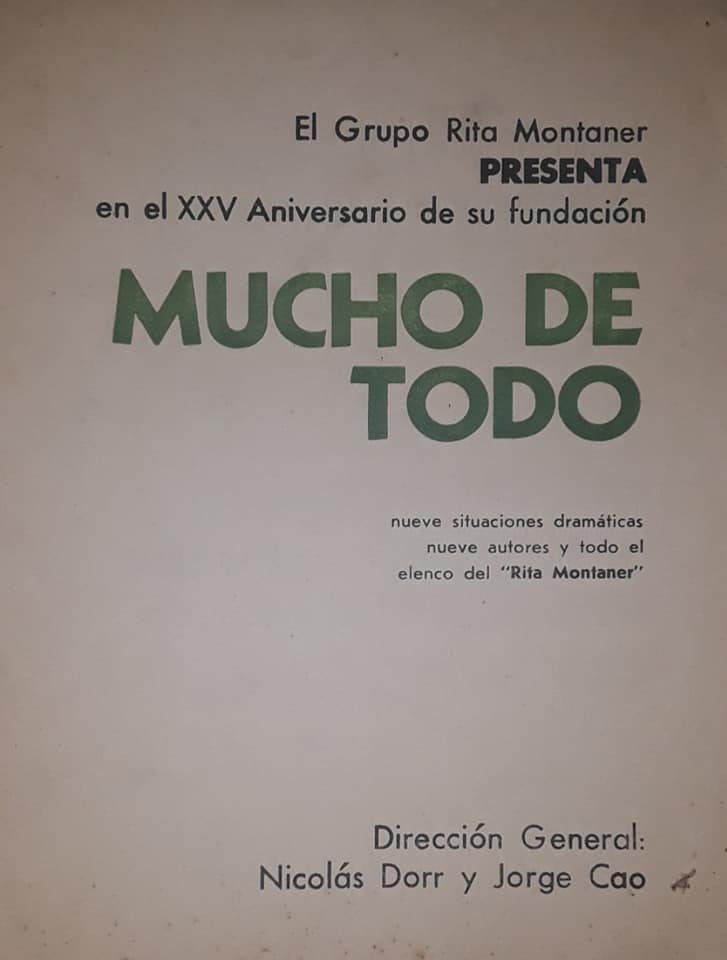 El Grupo Rita Montaner
PRESENTA
en el XXV Aniversario de su fundación
MUCHO DE
TODO
nueve situaciones dramáticas
nueve autores y todo el
elenco del "Rita Montaner"
Dirección General:
Nicolás Dorr y Jorge Cao